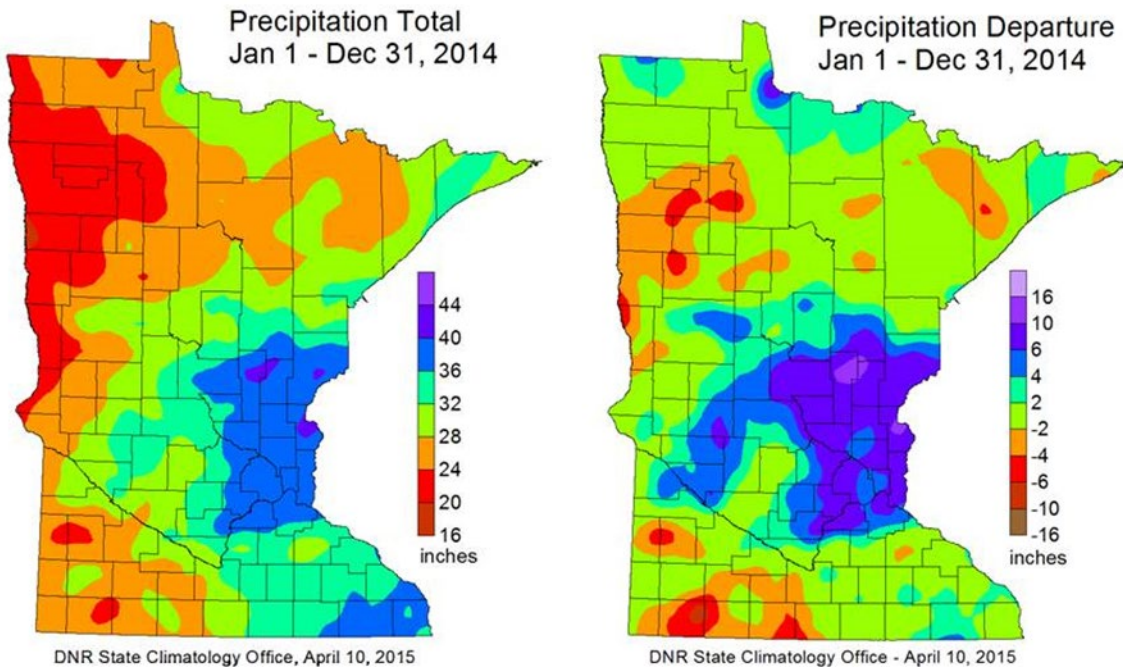 Precipitation Total
Jan 1 - Dec 31, 2014
44
40
36
32
28
24
20
16
inches
DNR State Climatology Office, April 10, 2015
Precipitation Departure
Jan 1 - Dec 31, 2014
16
10
6
4
2
-2
-4
-6
-10
-16
inches
DNR State Climatology Office - April 10, 2015